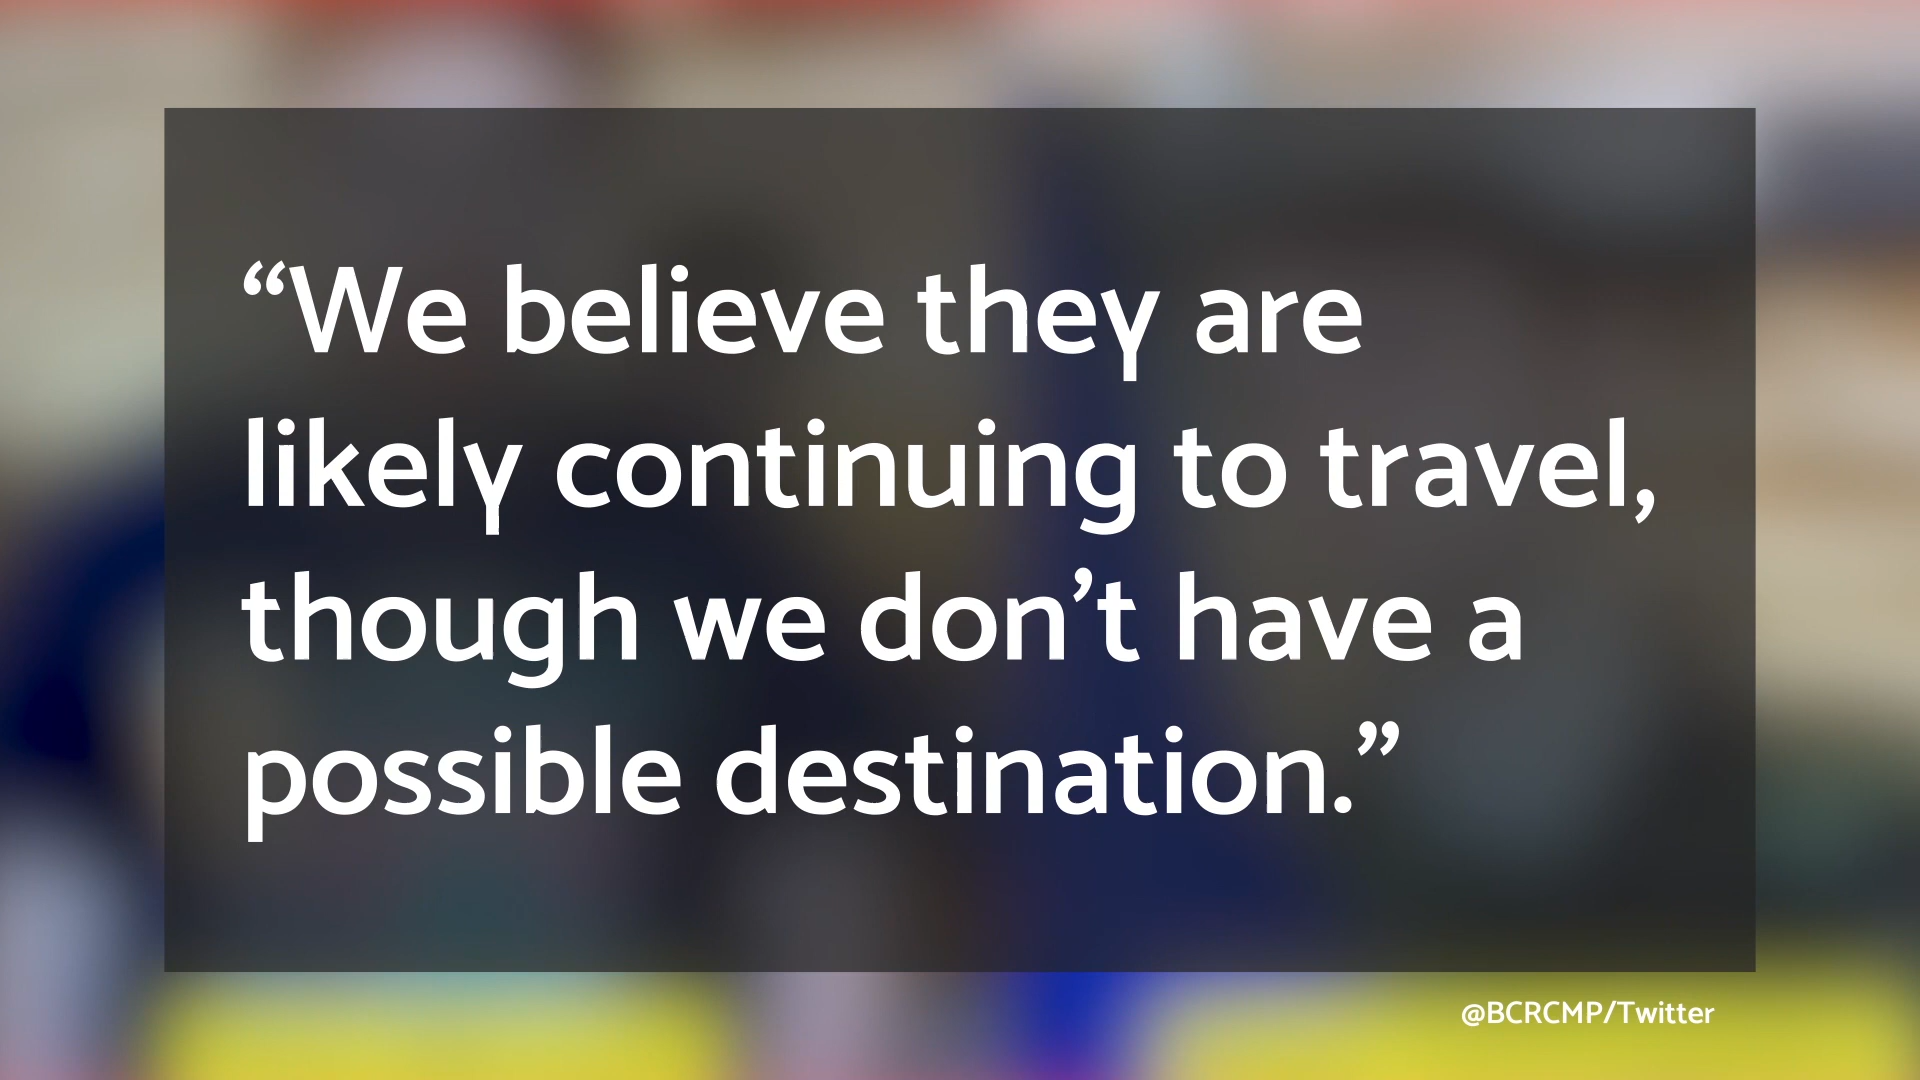 “We believe they are
likely continuing to travel,
though we don’t have a
possible destination.”
@BCRCMP/Twitter